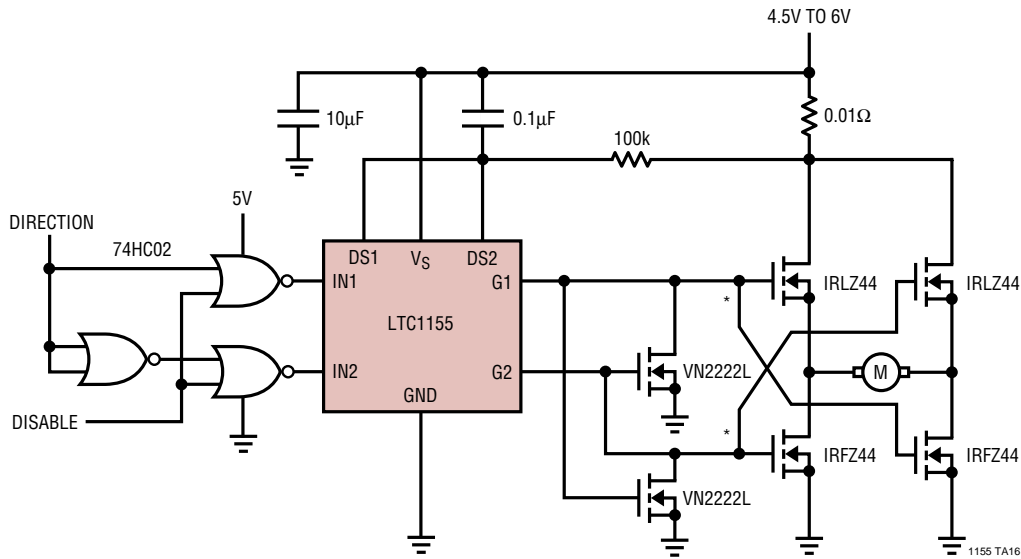 4.5V TO 6V
10µF
0.1µF
0.01Ω
100k
5V
DIRECTION
74HC02
DS1
VS
DS2
IN1
G1
IRLZ44
IRLZ44
*
LTC1155
VN2222L
IN2
G2
M
GND
DISABLE
*
IRFZ44
IRFZ44
VN2222L
1155 TA16